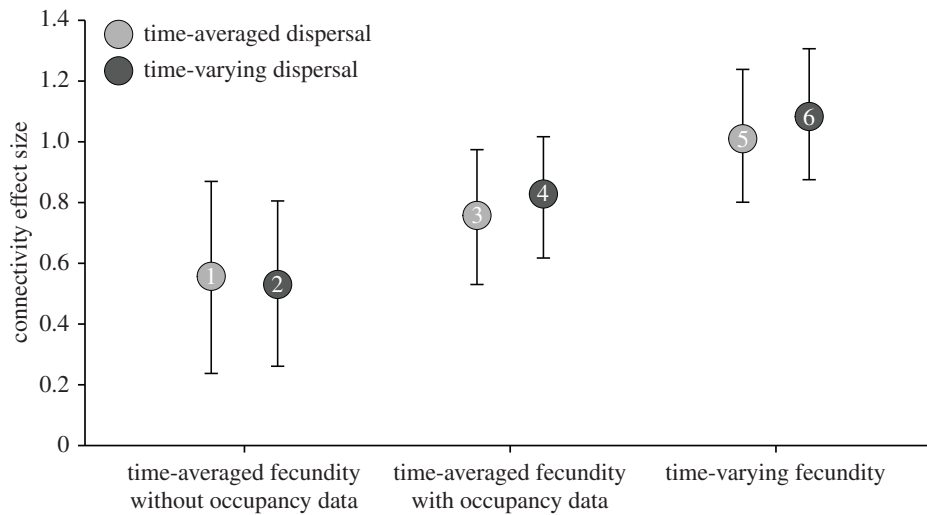 1.4
time-averaged dispersal
time-varying dispersal
1.2
1.0
0.8
0.6
0.4
0.2
0
connectivity effect size
1
2
3
4
5
6
time-averaged fecundity
without occupancy data
time-averaged fecundity
with occupancy data
time-varying fecundity